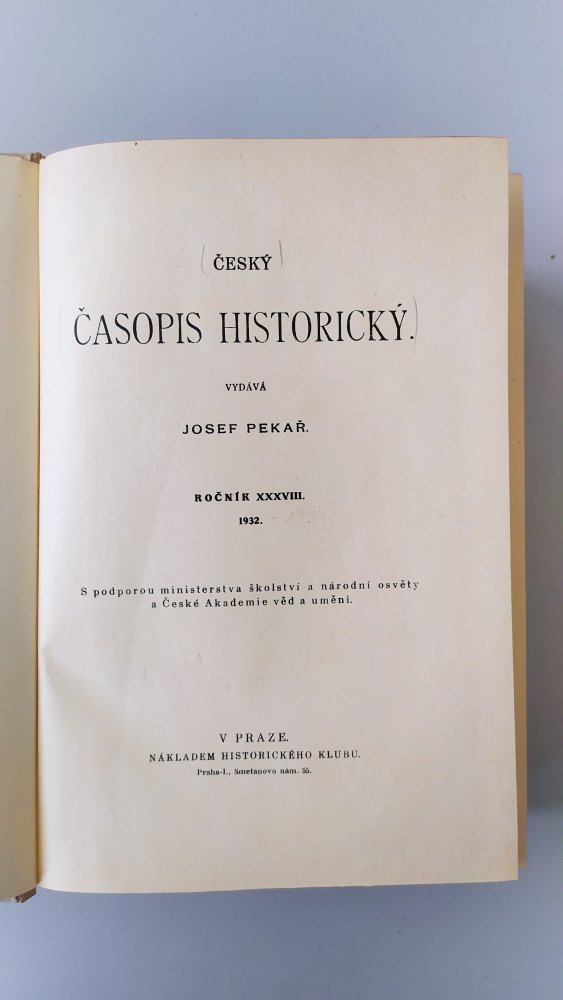 ČESKÝ
ČASOPIS HISTORICKÝ.
VYDÁVÁ
JOSEF PEKAŘ.
ROČNÍK XXXVIII.
1932.
S podporou ministerstva školství a národní osvěty
a České Akademie věd a umění.
V PRAZE.
NÁKLADEM HISTORICKÉHO KLUBU.
Praha-I., Smetanovo nám. 55.